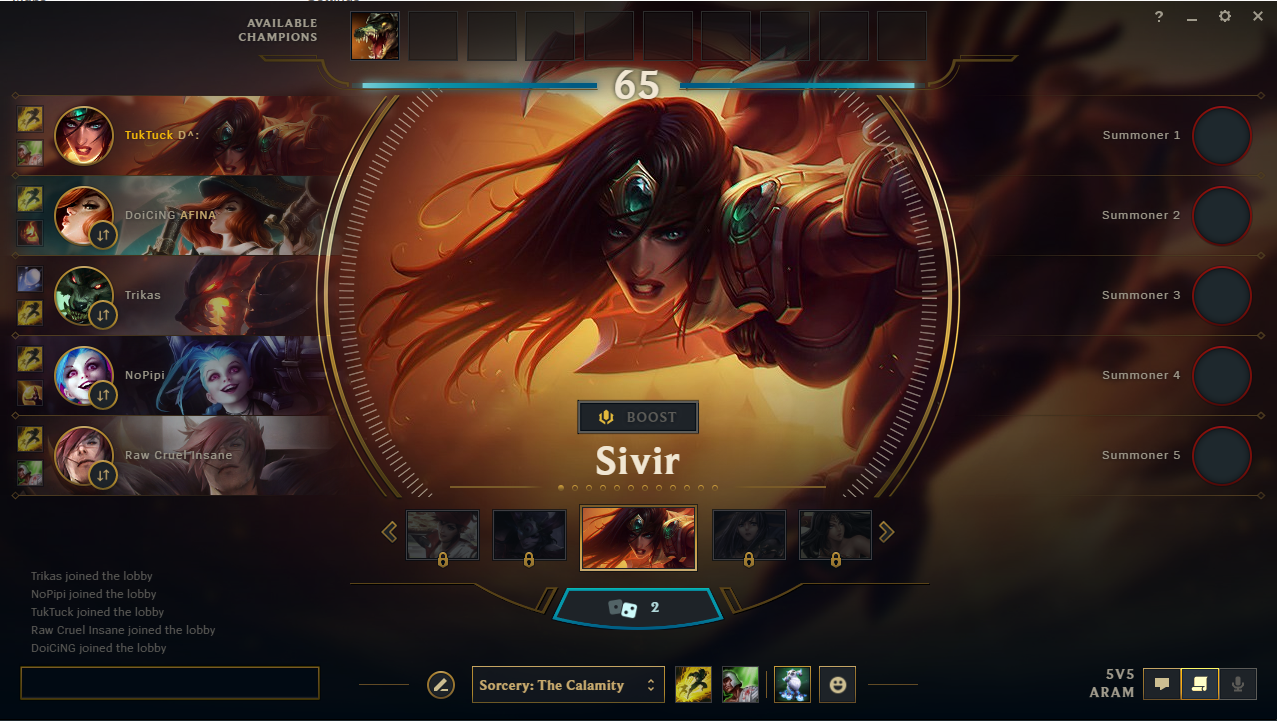 AVAILABLE
CHAMPIONS
?
65
TukTuck D^:
DoiCiNG AFINA
Trikas
NoPipi
Raw Cruel Insane
Summoner 1
Summoner 2
Summoner 3
Summoner 4
Summoner 5
BOOST
Sivir
2
Trikas joined the lobby
NoPipi joined the lobby
TukTuck joined the lobby
Raw Cruel Insane joined the lobby
DoiCiNG joined the lobby
Sorcery: The Calamity
5V5
ARAM